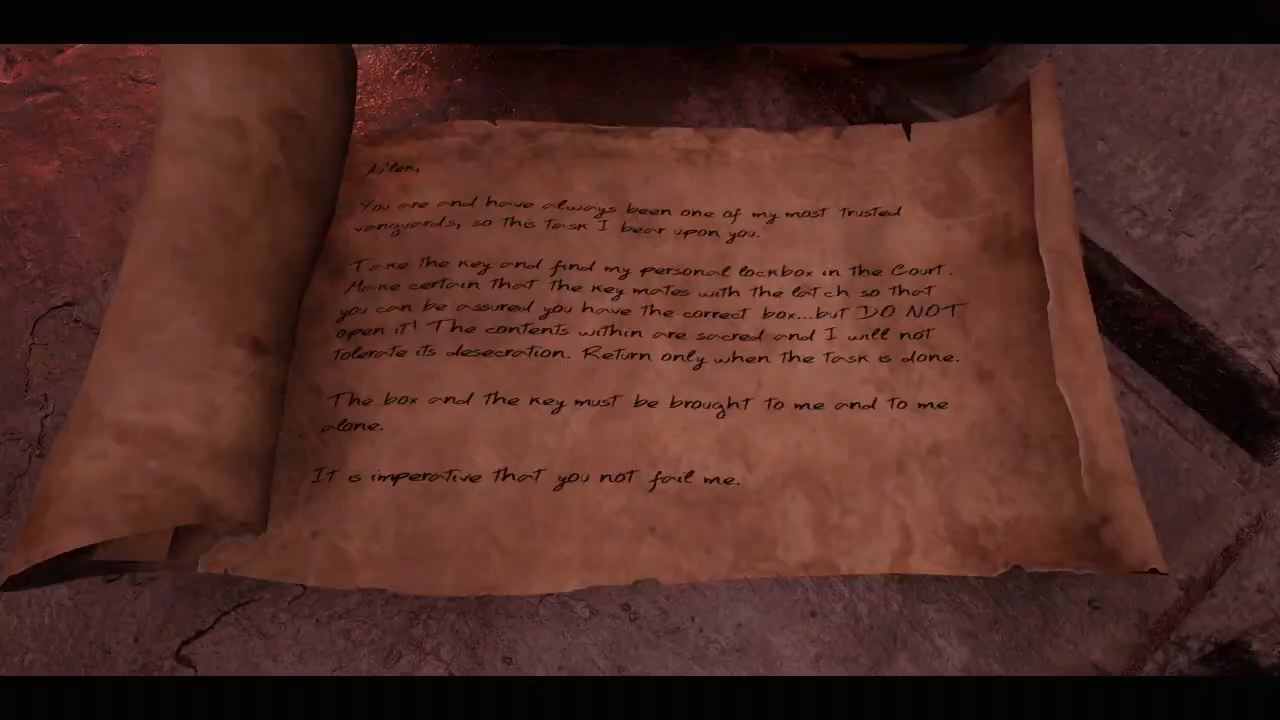 Ailen,
You are and have always been one of my most trusted
vanguards, so this task I bear upon you.
Take the key and find my personal lockbox in the Court.
Make certain that the key mates with the latch so that
you can be assured you have the correct box...but DO NOT
open it! The contents within are sacred and I will not
tolerate its desecration. Return only when the task is done.
The box and the key must be brought to me and to me
alone.
It is imperative that you not fail me.